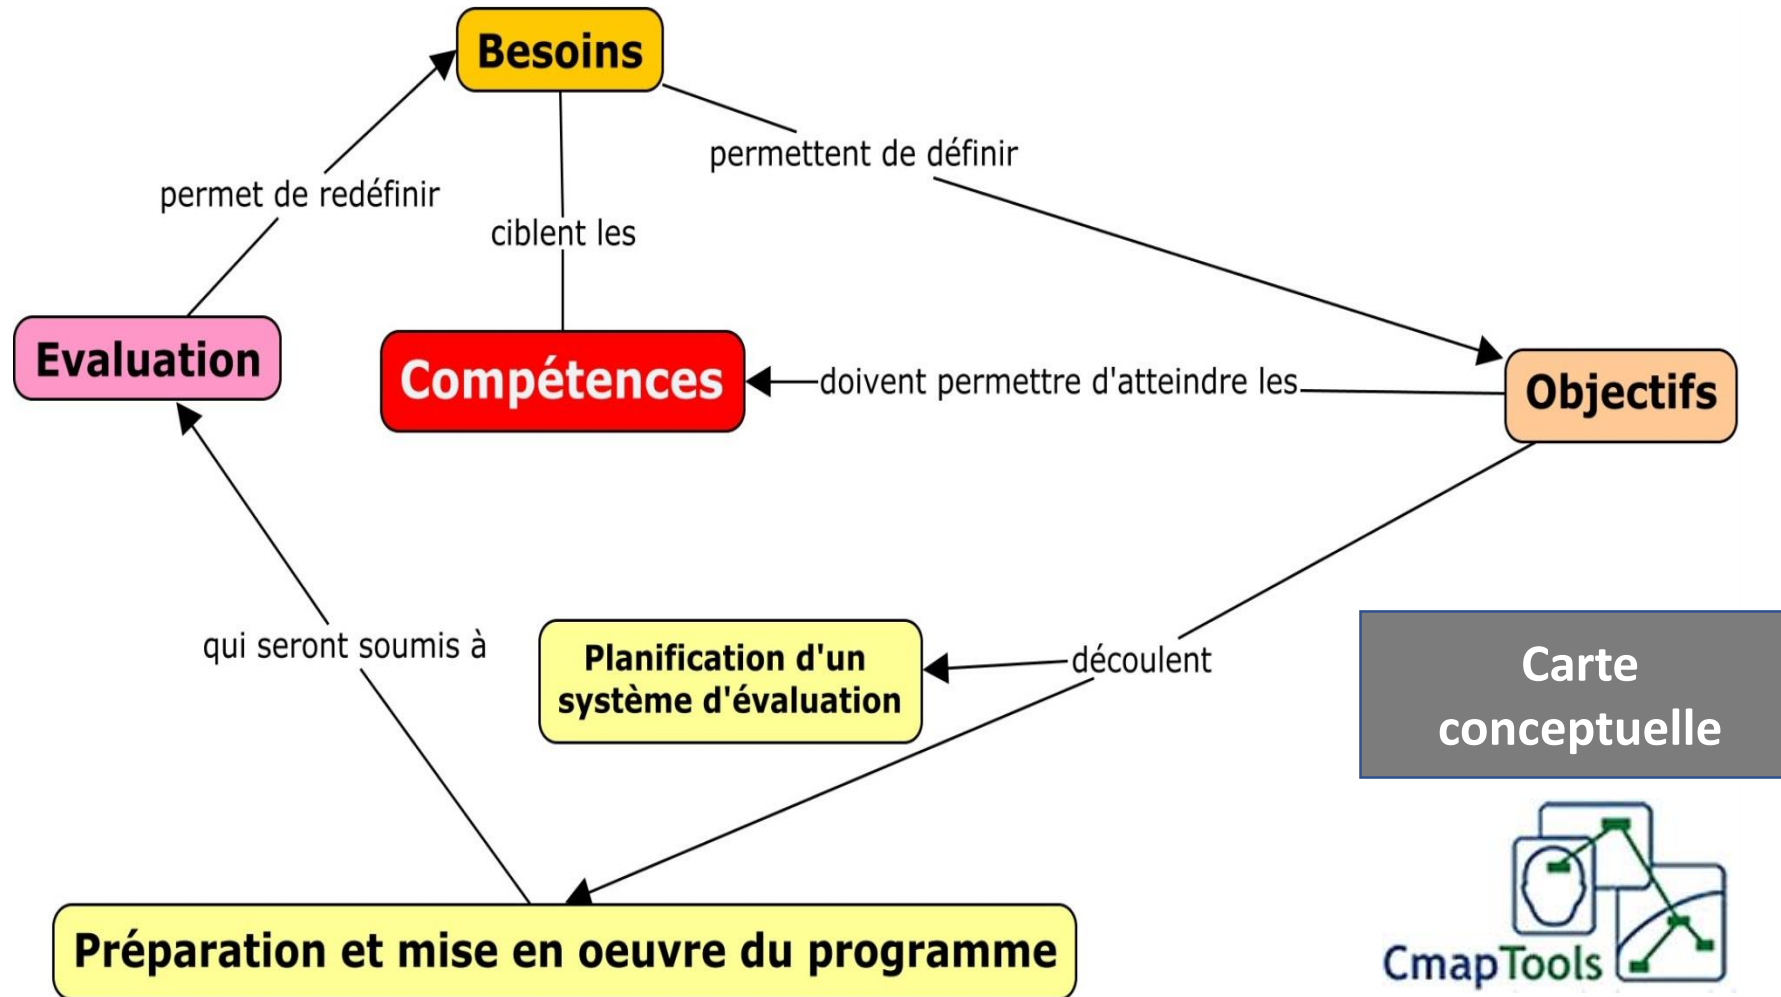 Besoins
permettent de définir
permet de redéfinir
ciblent les
Evaluation
Compétences
doivent permettre d'atteindre les
Objectifs
qui seront soumis à
Planification d'un
système d'évaluation
découlent
Carte
conceptuelle
Préparation et mise en oeuvre du programme
CmapTools